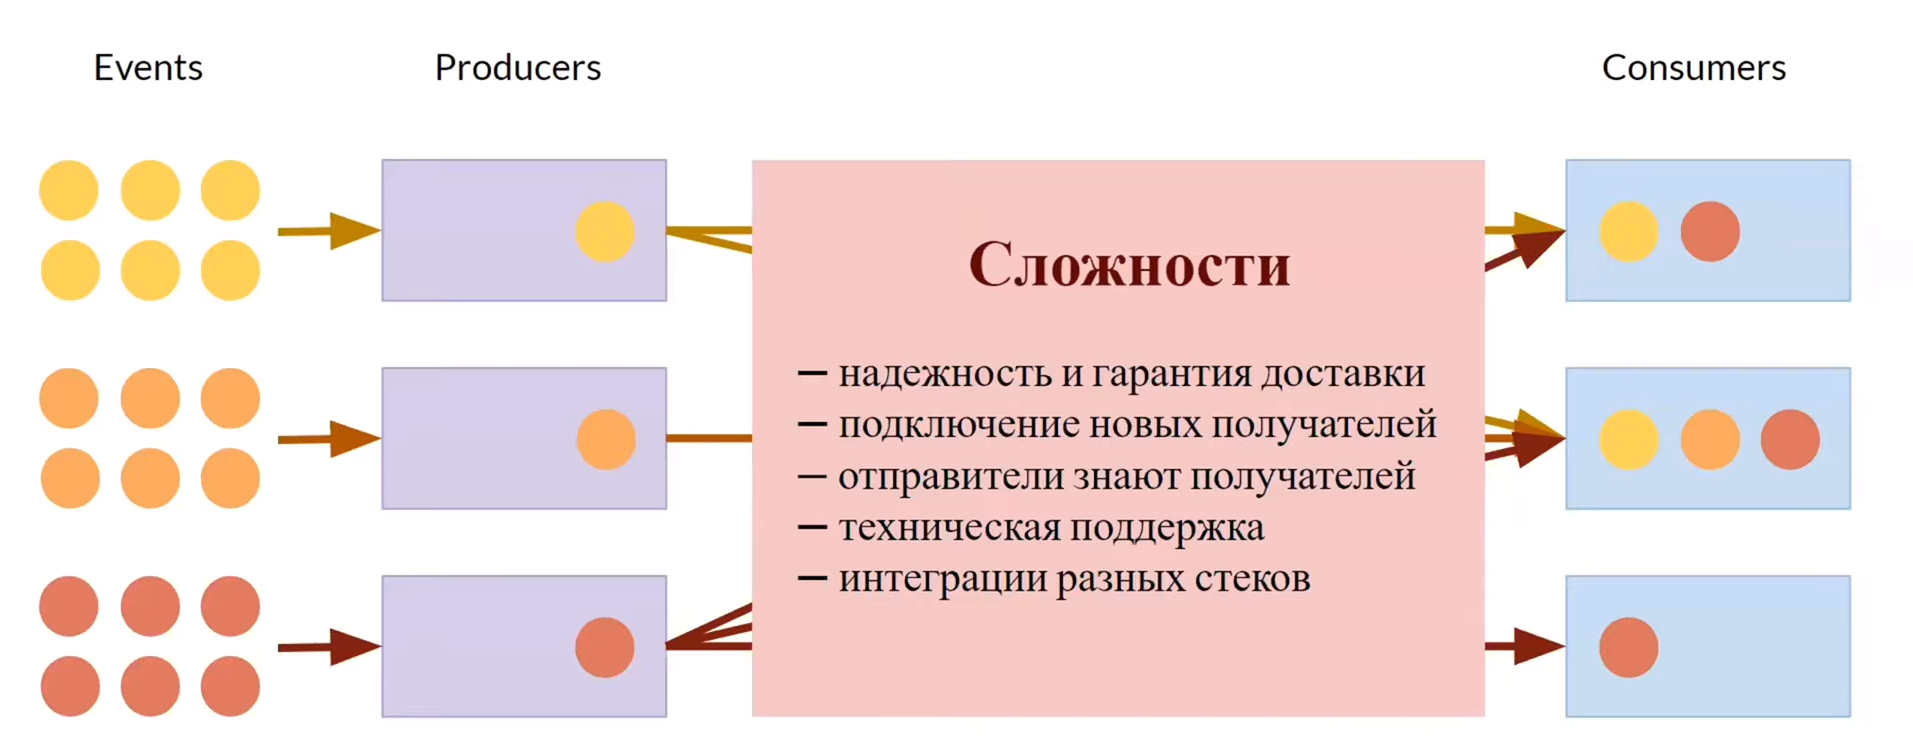 Events
Producers
Consumers
Сложности
— надежность и гарантия доставки
— подключение новых получателей
— отправители знают получателей
— техническая поддержка
— интеграции разных стеков